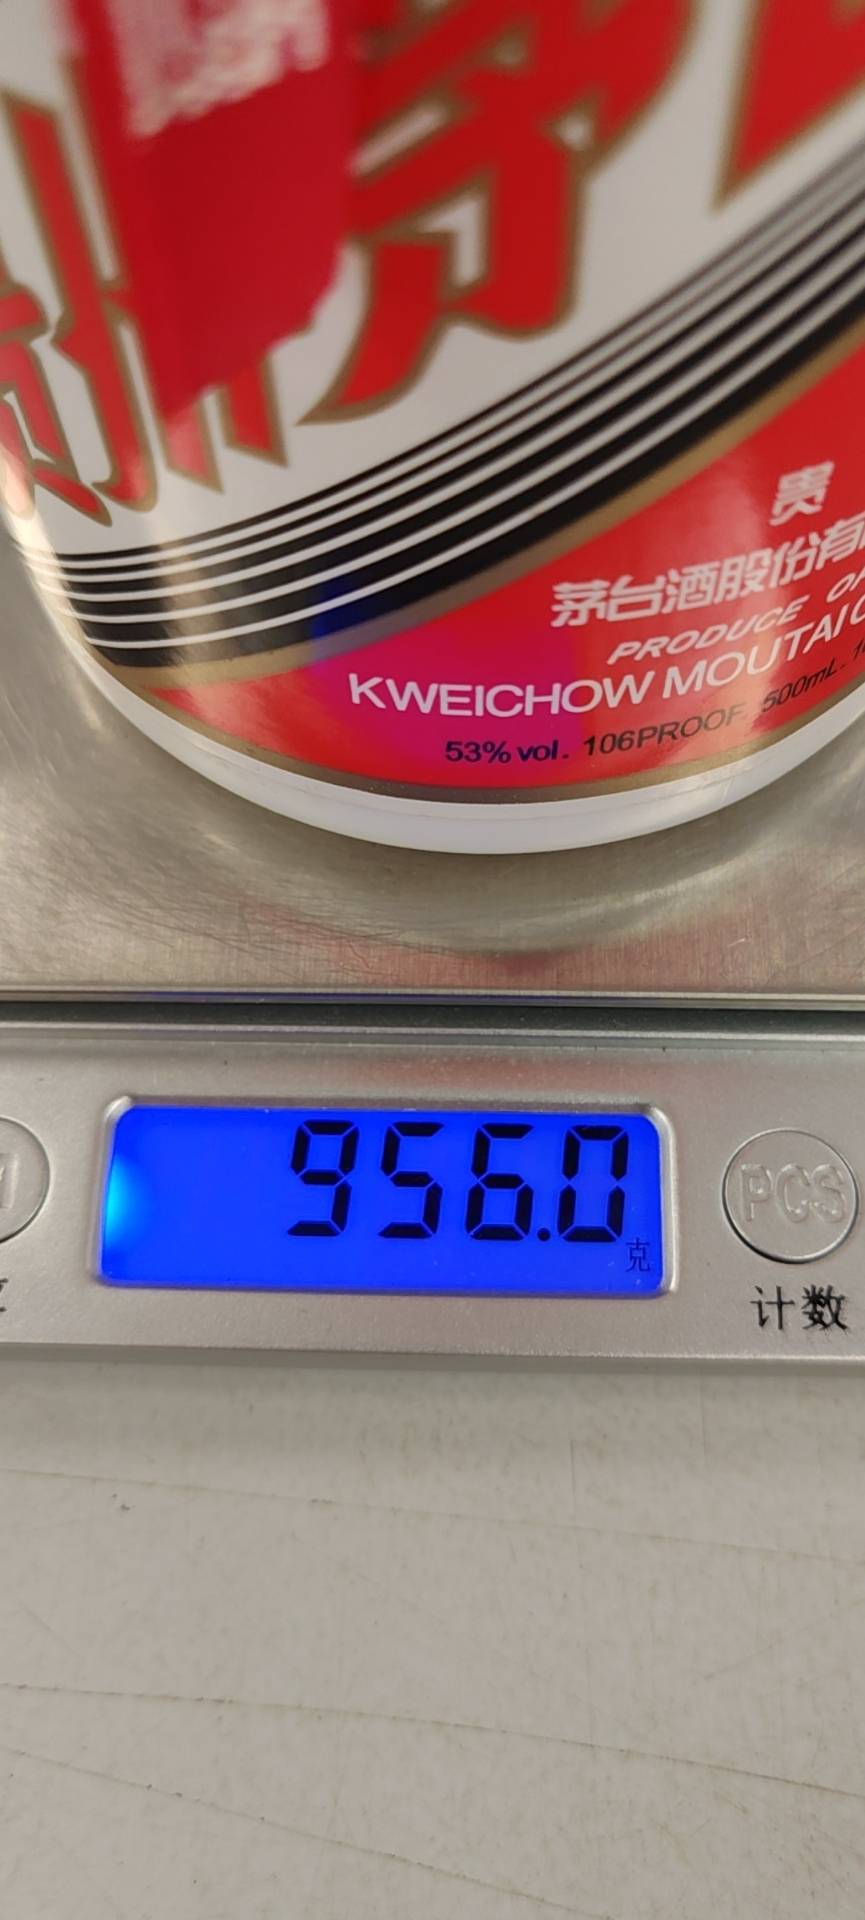 贵
茅台酒股份有
PRODUCE OF
KWEICHOW MOUTAI
53% vol. 106PROOF. 500mL.
956.0
克
PCS
计数